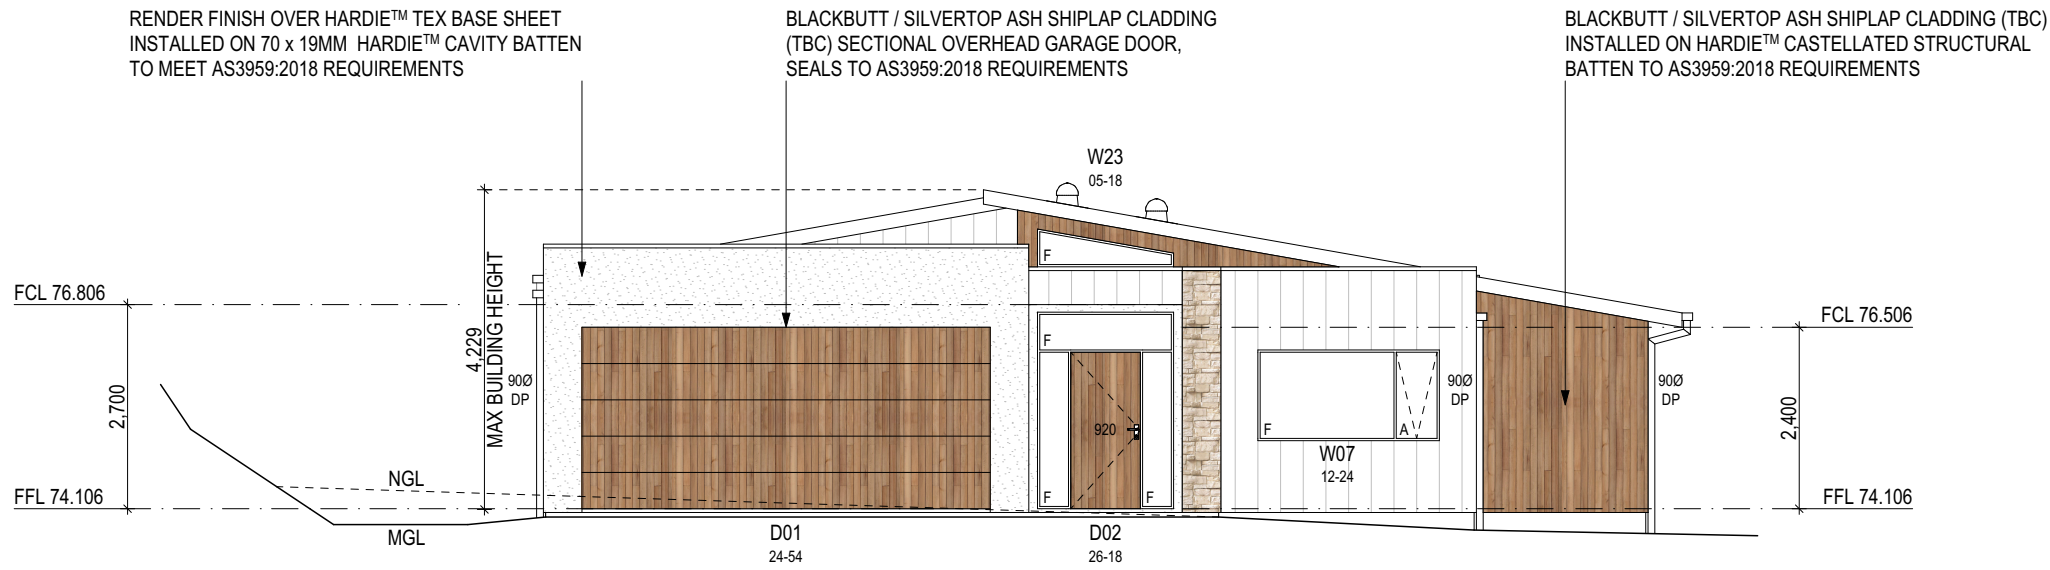 RENDER FINISH OVER HARDIE™ TEX BASE SHEET
INSTALLED ON 70 x 19MM HARDIE™ CAVITY BATTEN
TO MEET AS3959:2018 REQUIREMENTS
BLACKBUTT / SILVERTOP ASH SHIPLAP CLADDING
(TBC) SECTIONAL OVERHEAD GARAGE DOOR,
SEALS TO AS3959:2018 REQUIREMENTS
BLACKBUTT / SILVERTOP ASH SHIPLAP CLADDING (TBC)
INSTALLED ON HARDIE™ CASTELLATED STRUCTURAL
BATTEN TO AS3959:2018 REQUIREMENTS
W23
05-18
F
FCL 76.806
FCL 76.506
4,229
MAX BUILDING HEIGHT
2,700
90Ø
DP
F
920
F
F
F
A
W07
12-24
90Ø
DP
90Ø
DP
2,400
NGL
FFL 74.106
FFL 74.106
MGL
D01
24-54
D02
26-18